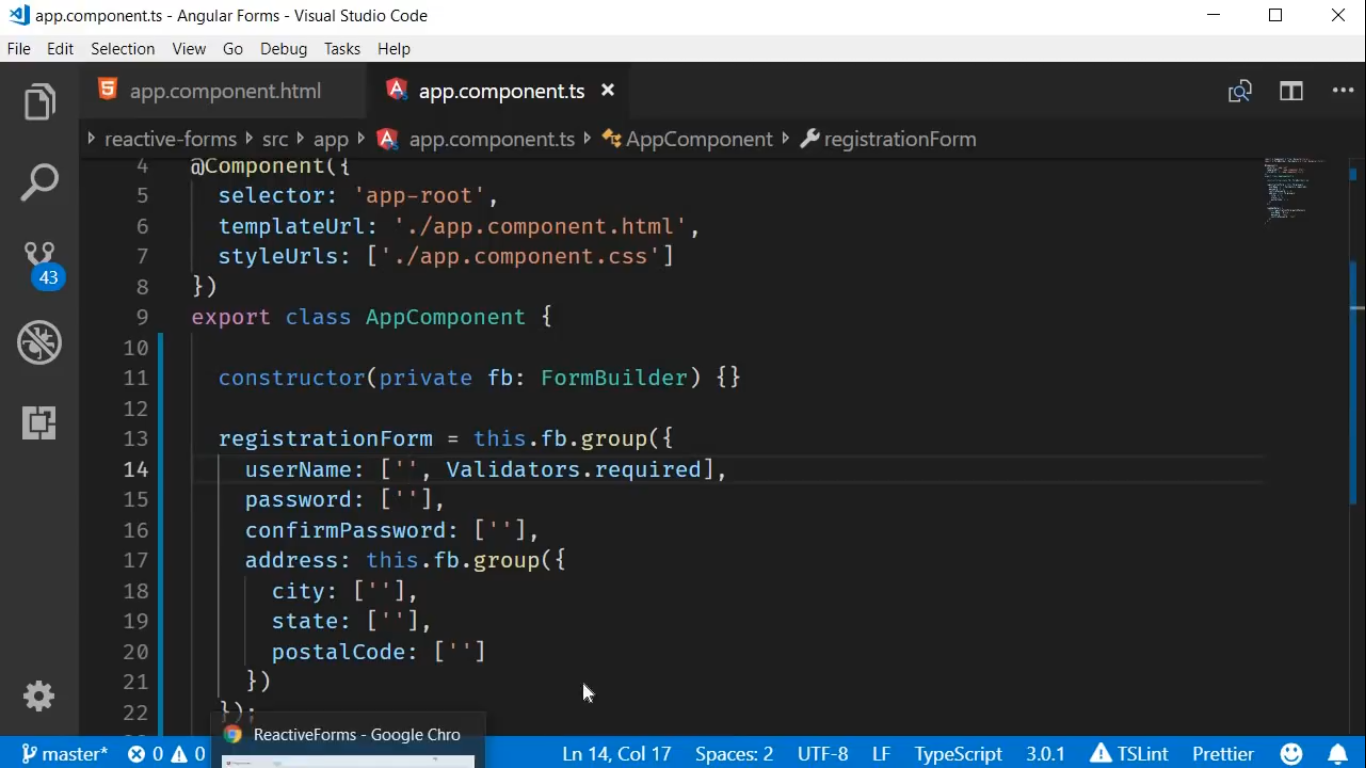 app.component.ts - Angular Forms - Visual Studio Code
File Edit Selection View Go Debug Tasks Help
app.component.html app.component.ts
reactive-forms src app app.component.ts AppComponent registrationForm
4 @Component({
5 selector: 'app-root',
6 templateUrl: './app.component.html',
7 styleUrls: ['./app.component.css']
8 })
9 export class AppComponent {
10
11 constructor(private fb: FormBuilder) {}
12
13 registrationForm = this.fb.group({
14 userName: ['', Validators.required],
15 password: [''],
16 confirmPassword: [''],
17 address: this.fb.group({
18 city: [''],
19 state: [''],
20 postalCode: ['']
21 })
22 });
43
ReactiveForms - Google Chro
master* 0 0 Ln 14, Col 17 Spaces: 2 UTF-8 LF TypeScript 3.0.1 TSLint Prettier